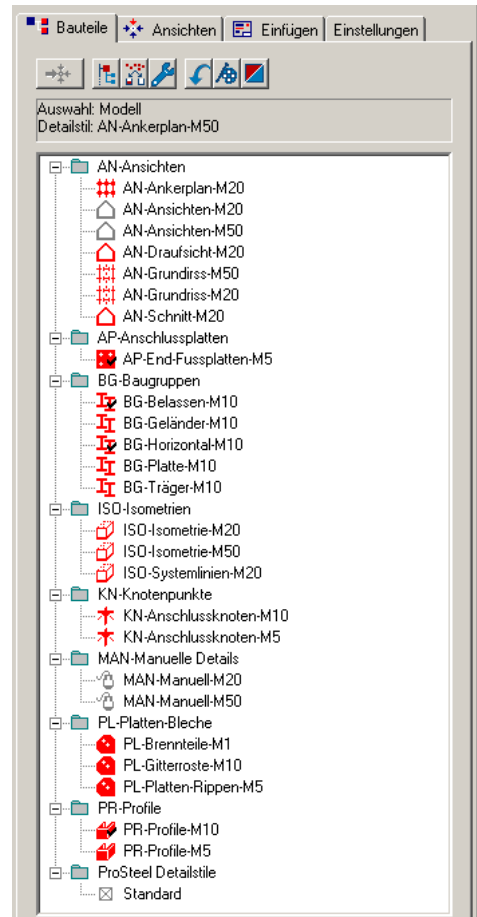 Bauteile Ansichten Einfügen Einstellungen
Auswahl: Modell
Detailstil: AN-Ankerplan-M50
AN-Ansichten
AN-Ankerplan-M20
AN-Ansichten-M20
AN-Ansichten-M50
AN-Draufsicht-M20
AN-Grundirss-M50
AN-Grundriss-M20
AN-Schnitt-M20
AP-Anschlussplatten
AP-End-Fussplatten-M5
BG-Baugruppen
BG-Belassen-M10
BG-Geländer-M10
BG-Horizontal-M10
BG-Platte-M10
BG-Träger-M10
ISO-Isometrien
ISO-Isometrie-M20
ISO-Isometrie-M50
ISO-Systemlinien-M20
KN-Knotenpunkte
KN-Anschlussknoten-M10
KN-Anschlussknoten-M5
MAN-Manuelle Details
MAN-Manuell-M20
MAN-Manuell-M50
PL-Platten-Bleche
PL-Brennteile-M1
PL-Gitterroste-M10
PL-Platten-Rippen-M5
PR-Profile
PR-Profile-M10
PR-Profile-M5
ProSteel Detailstile
Standard